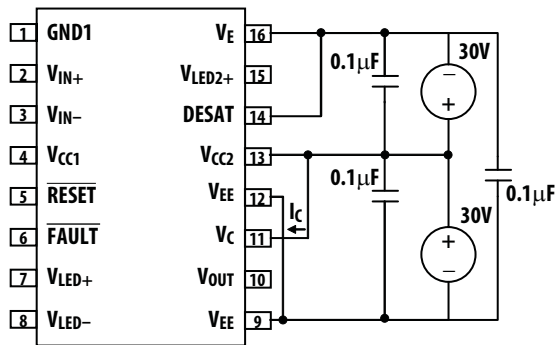 1 GND1 VE 16
2 VIN+ VLED2+ 15
3 VIN– DESAT 14
4 VCC1 VCC2 13
5 RESET VEE 12
6 FAULT VC 11
7 VLED+ VOUT 10
8 VLED– VEE 9
0.1µF
30V
–
+
0.1µF
IC
0.1µF
30V
+
–